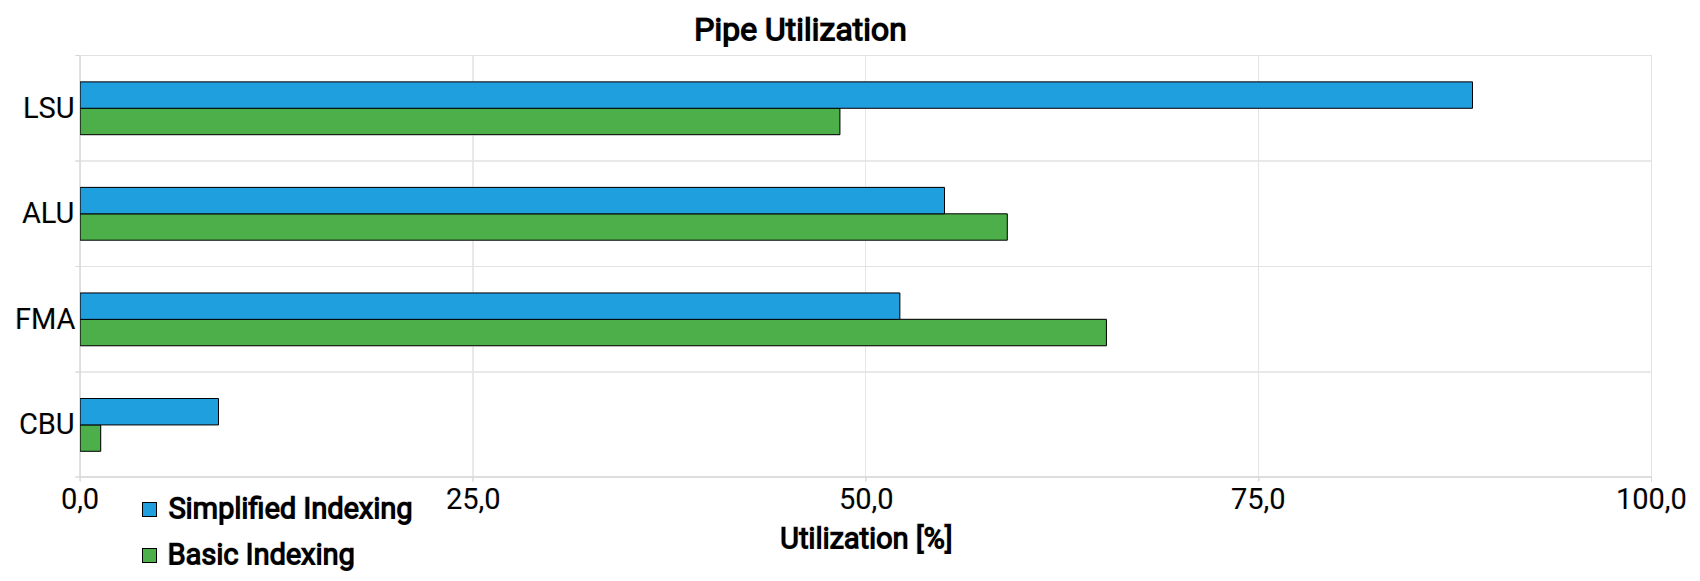 Pipe Utilization
LSU
ALU
FMA
CBU
0,0 25,0 50,0 75,0 100,0
Utilization [%]
Simplified Indexing
Basic Indexing